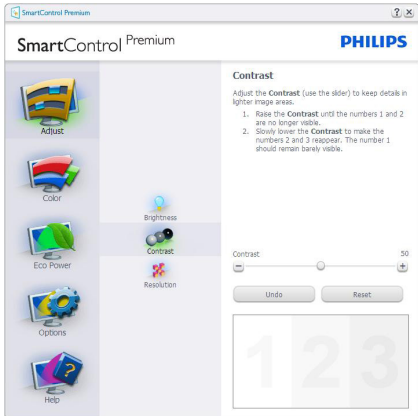 SmartControl Premium
SmartControl Premium
PHILIPS
Adjust
Color
Eco Power
Options
Help
Brightness
Contrast
Resolution
Contrast
Adjust the Contrast (use the slider) to keep details in
lighter image areas.
1. Raise the Contrast until the numbers 1 and 2
are no longer visible.
2. Slowly lower the Contrast to make the
numbers 2 and 3 reappear. The number 1
should remain barely visible.
Contrast 50
Undo Reset
1 2 3